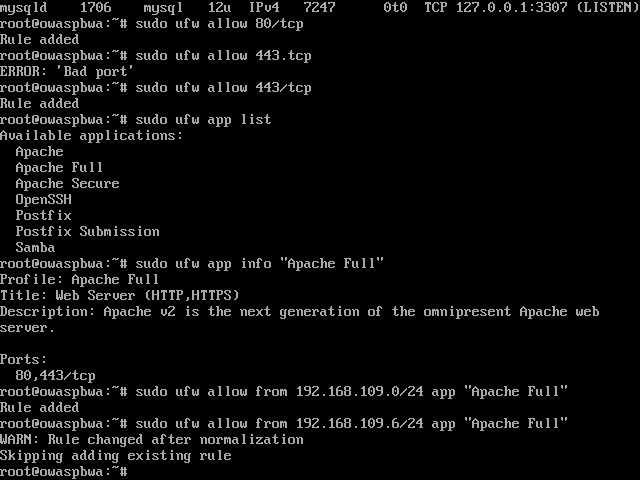 mysqld    1706    mysql   12u  IPv4   7247      0t0  TCP 127.0.0.1:3307 (LISTEN)
root@owaspbwa:~# sudo ufw allow 80/tcp
Rule added
root@owaspbwa:~# sudo ufw allow 443.tcp
ERROR: 'Bad port'
root@owaspbwa:~# sudo ufw allow 443/tcp
Rule added
root@owaspbwa:~# sudo ufw app list
Available applications:
  Apache
  Apache Full
  Apache Secure
  OpenSSH
  Postfix
  Postfix Submission
  Samba
root@owaspbwa:~# sudo ufw app info "Apache Full"
Profile: Apache Full
Title: Web Server (HTTP,HTTPS)
Description: Apache v2 is the next generation of the omnipresent Apache web
server.

Ports:
  80,443/tcp
root@owaspbwa:~# sudo ufw allow from 192.168.109.0/24 app "Apache Full"
Rule added
root@owaspbwa:~# sudo ufw allow from 192.168.109.6/24 app "Apache Full"
WARN: Rule changed after normalization
Skipping adding existing rule
root@owaspbwa:~#